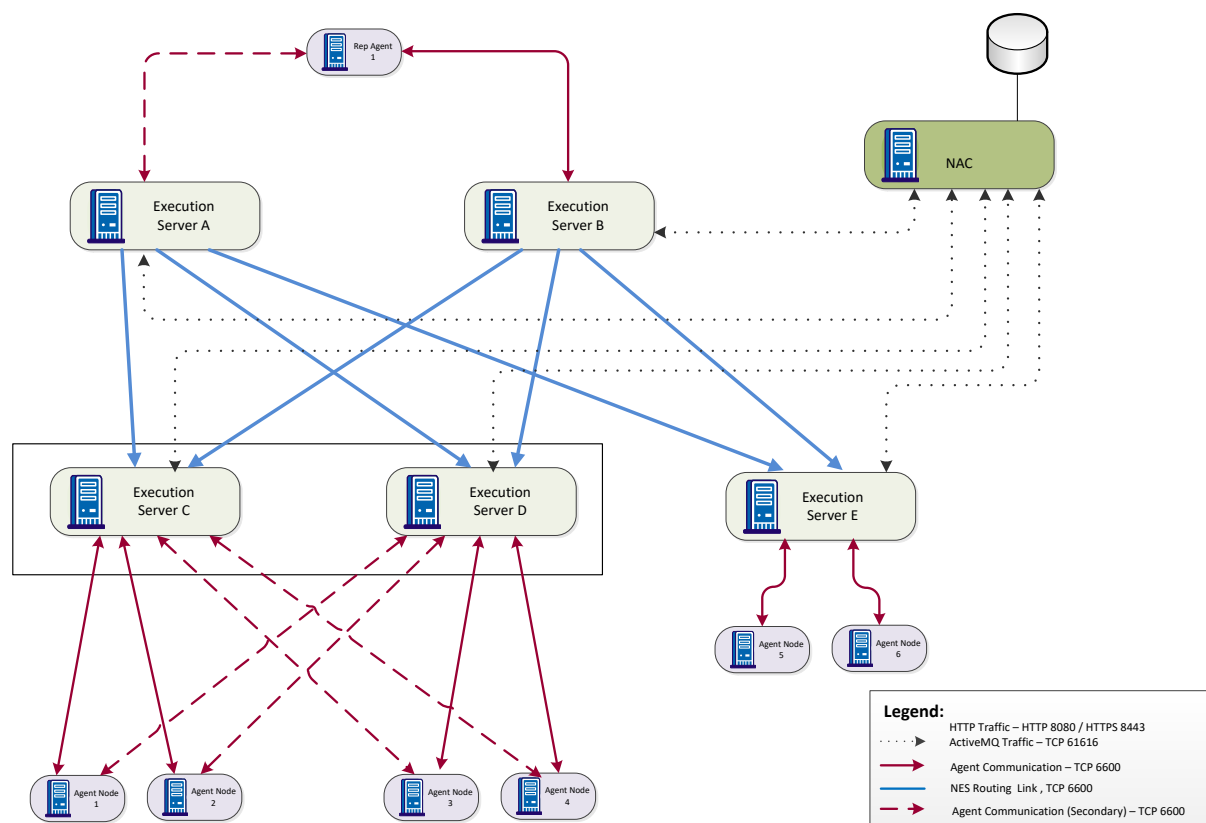 Rep Agent
1
NAC
Execution
Server A
Execution
Server B
Execution
Server C
Execution
Server D
Execution
Server E
Agent Node
5
Agent Node
6
Agent Node
1
Agent Node
2
Agent Node
3
Agent Node
4
Legend:
HTTP Traffic – HTTP 8080 / HTTPS 8443
ActiveMQ Traffic – TCP 61616
Agent Communication – TCP 6600
NES Routing Link , TCP 6600
Agent Communication (Secondary) – TCP 6600